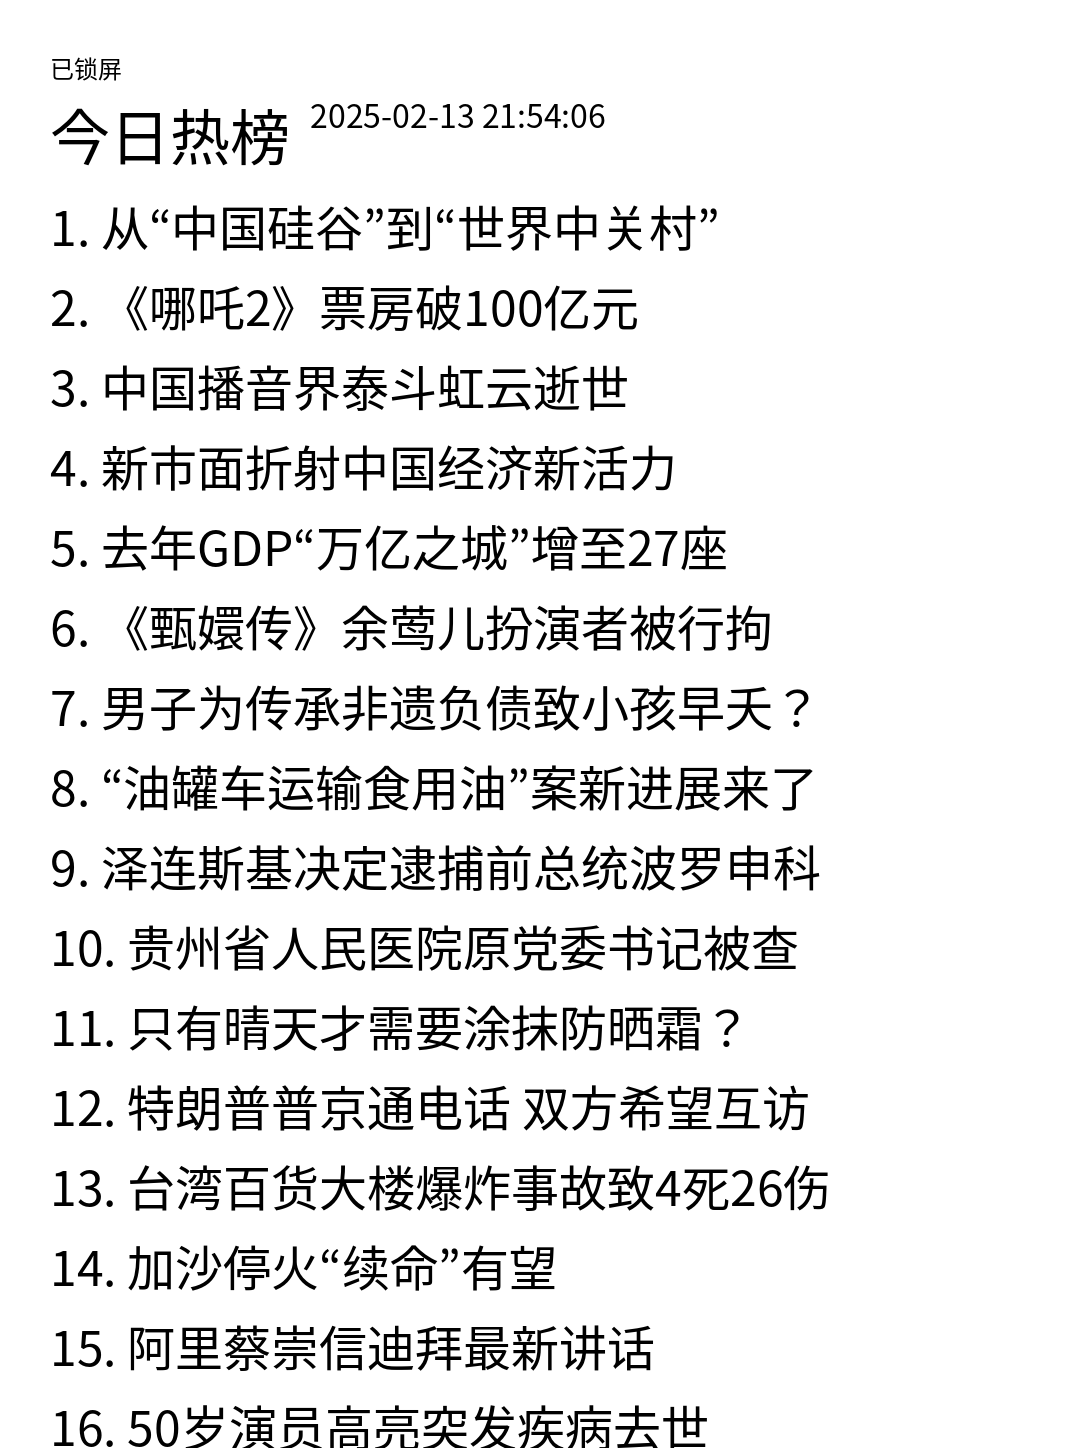 已锁屏
今日热榜 2025-02-13 21:54:06
1. 从“中国硅谷”到“世界中关村”
2. 《哪吒2》票房破100亿元
3. 中国播音界泰斗虹云逝世
4. 新市面折射中国经济新活力
5. 去年GDP“万亿之城”增至27座
6. 《甄嬛传》余莺儿扮演者被行拘
7. 男子为传承非遗负债致小孩早夭？
8. “油罐车运输食用油”案新进展来了
9. 泽连斯基决定逮捕前总统波罗申科
10. 贵州省人民医院原党委书记被查
11. 只有晴天才需要涂抹防晒霜？
12. 特朗普普京通电话 双方希望互访
13. 台湾百货大楼爆炸事故致4死26伤
14. 加沙停火“续命”有望
15. 阿里蔡崇信迪拜最新讲话
16. 50岁演员高亮突发疾病去世